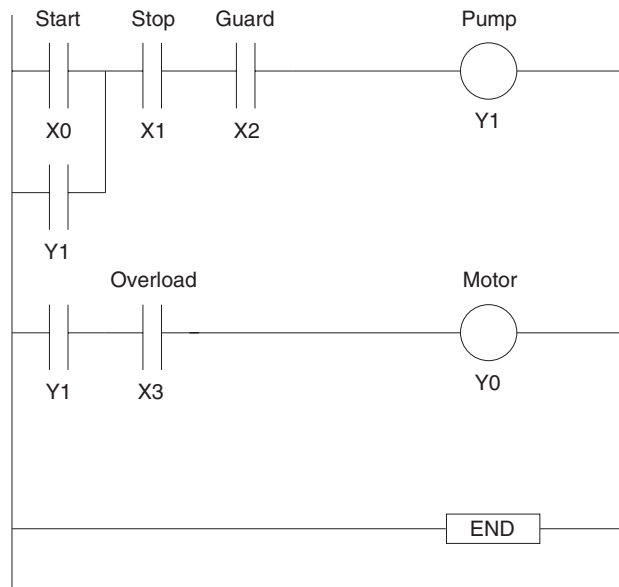 Start Stop Guard Pump
X0 X1 X2 Y1
Y1
Overload Motor
Y1 X3 Y0
END